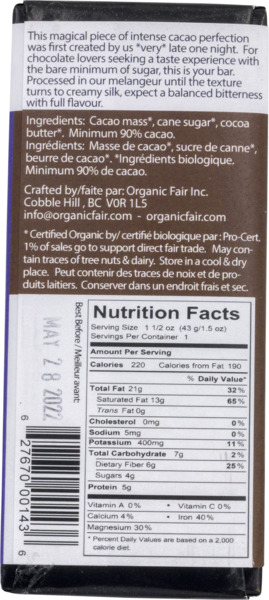 This magical piece of intense cacao perfection
was first created by us *very* late one night. For
chocolate lovers seeking a taste experience with
the bare minimum of sugar, this is your bar.
Processed in our melangeur until the texture
turns to creamy silk, expect a balanced bitterness
with full flavour.
Ingredients: Cacao mass*, cane sugar*, cocoa
butter*. Minimum 90% cacao.
Ingrédients: Masse de cacao*, sucre de canne*,
beurre de cacao*. *Ingrédients biologique.
Minimum 90% de cacao.
Crafted by/faite par: Organic Fair Inc.
Cobble Hill, BC V0R 1L5
info@organicfair.com - organicfair.com
* Certified Organic by/ certifié biologique par: Pro-Cert.
1% of sales go to support direct fair trade. May con-
tain traces of tree nuts & dairy. Store in a cool & dry
place. Peut contenir des traces de noix et de pro-
duits laitiers. Conserver dans un endroit frais et sec.
Best Before / Meilleur avant:
MAY 28 2022
6 27670 00143 6
Nutrition Facts
Serving Size 1 1/2 oz (43 g/1.5 oz)
Servings Per Container 1
Amount Per Serving
Calories 220 Calories from Fat 190
% Daily Value*
Total Fat 21g 32%
Saturated Fat 13g 65%
Trans Fat 0g
Cholesterol 0mg 0%
Sodium 5mg 0%
Potassium 400mg 11%
Total Carbohydrate 7g 2%
Dietary Fiber 6g 25%
Sugars 4g
Protein 5g
Vitamin A 0% • Vitamin C 0%
Calcium 4% • Iron 40%
Magnesium 30%
* Percent Daily Values are based on a 2,000
calorie diet.